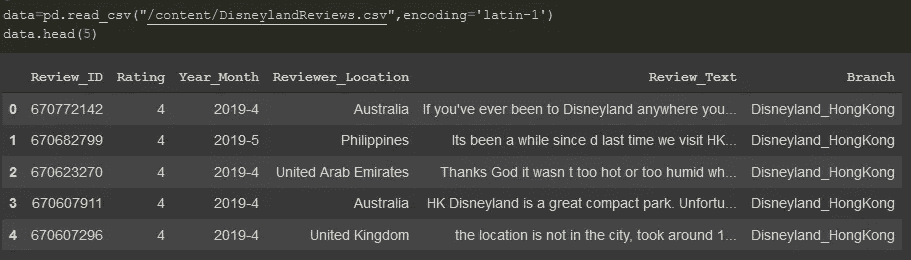 data=pd.read_csv("/content/DisneylandReviews.csv",encoding='latin-1')
data.head(5)
Review_ID Rating Year_Month Reviewer_Location Review_Text Branch
0 670772142 4 2019-4 Australia If you've ever been to Disneyland anywhere you... Disneyland_HongKong
1 670682799 4 2019-5 Philippines Its been a while since d last time we visit HK... Disneyland_HongKong
2 670623270 4 2019-4 United Arab Emirates Thanks God it wasn t too hot or too humid wh... Disneyland_HongKong
3 670607911 4 2019-4 Australia HK Disneyland is a great compact park. Unfortu... Disneyland_HongKong
4 670607296 4 2019-4 United Kingdom the location is not in the city, took around 1... Disneyland_HongKong